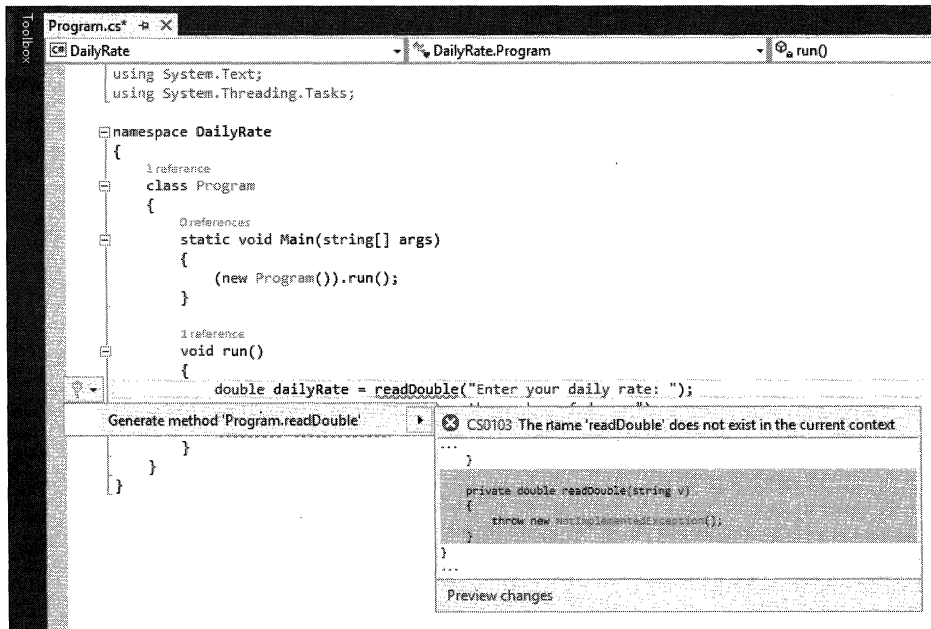 Toolbox
Program.cs*
C# DailyRate DailyRate.Program run()
using System.Text;
using System.Threading.Tasks;
namespace DailyRate
{
1 reference
class Program
{
0 references
static void Main(string[] args)
{
(new Program()).run();
}
1 reference
void run()
{
double dailyRate = readDouble("Enter your daily rate: ");
Generate method 'Program.readDouble'
CS0103 The name 'readDouble' does not exist in the current context
...
}
private double readDouble(string v)
{
throw new NotImplementedException();
}
}
...
Preview changes
}
}
}